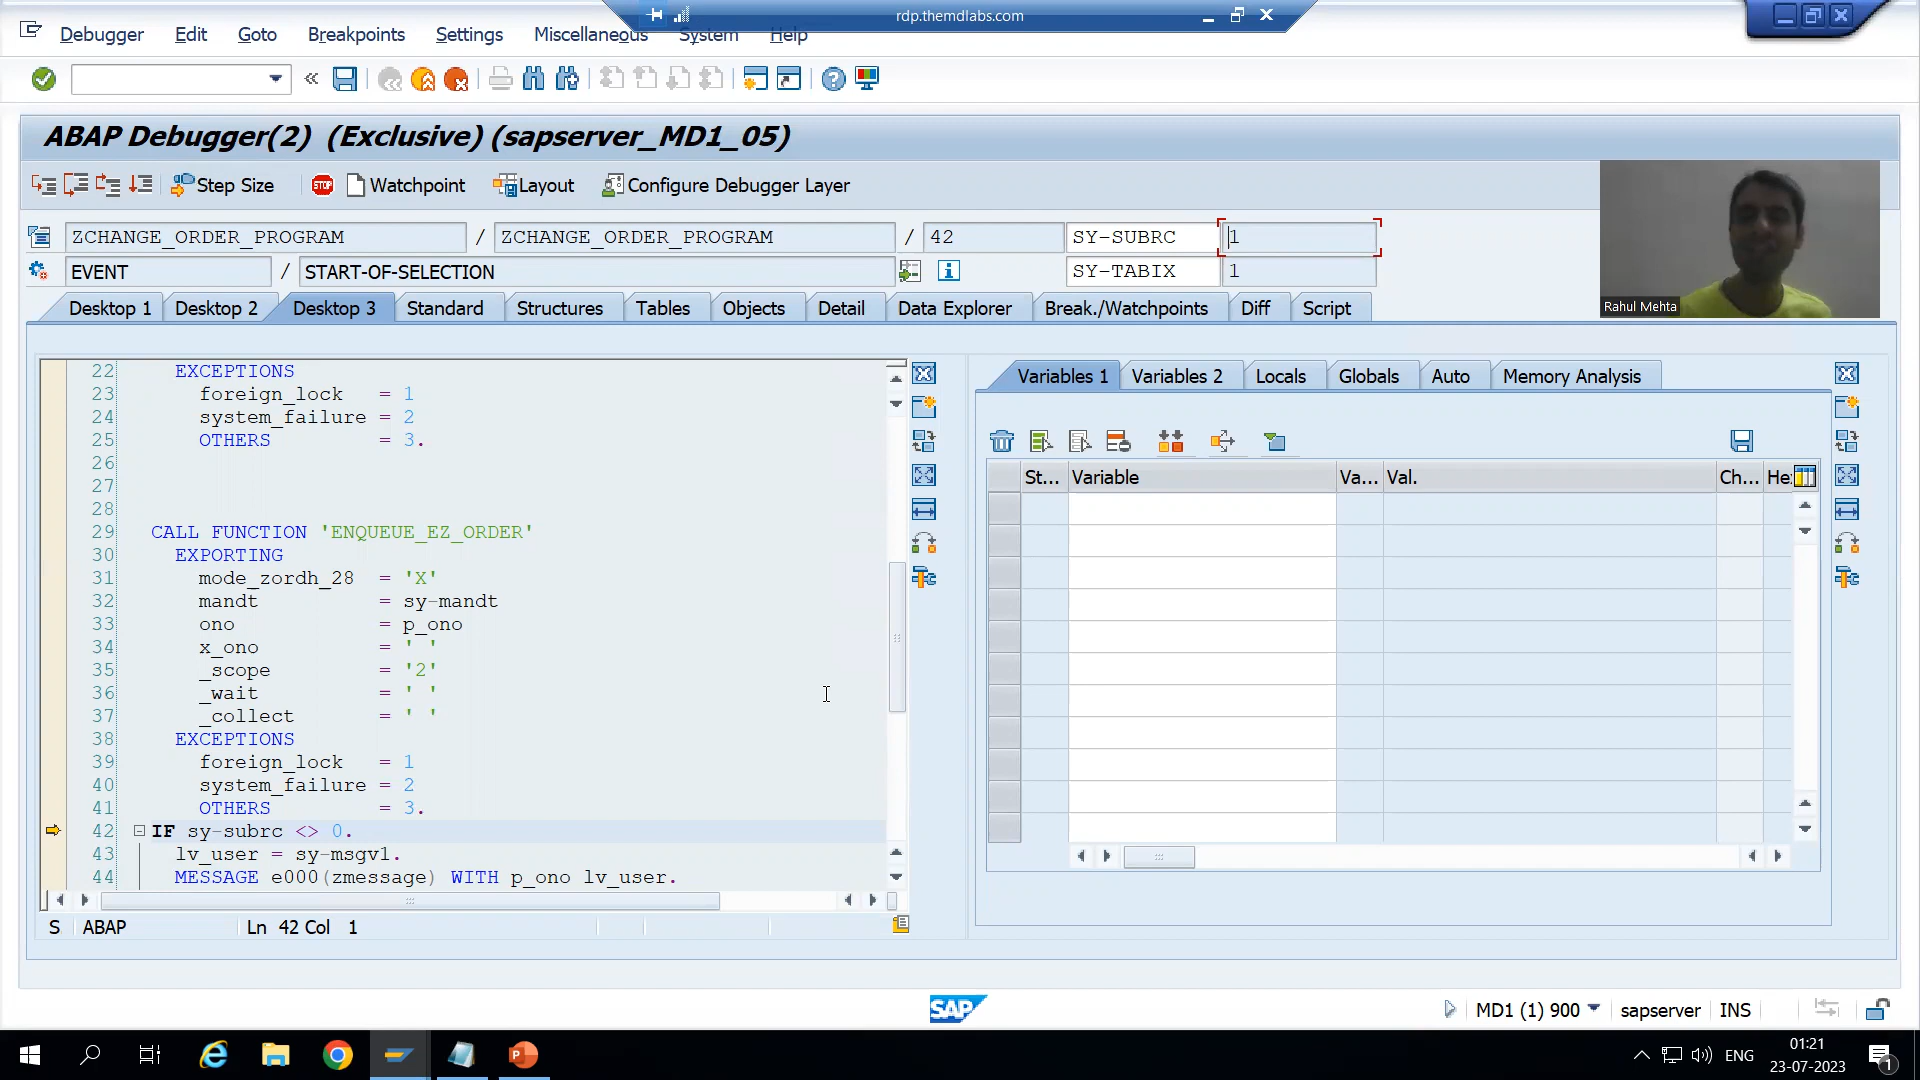 rdp.themdlabs.com
Debugger Edit Goto Breakpoints Settings Miscellaneous System Help
ABAP Debugger(2) (Exclusive) (sapserver_MD1_05)
Step Size STOP Watchpoint Layout Configure Debugger Layer
ZCHANGE_ORDER_PROGRAM / ZCHANGE_ORDER_PROGRAM / 42 SY-SUBRC 1
EVENT / START-OF-SELECTION SY-TABIX 1
Rahul Mehta
Desktop 1 Desktop 2 Desktop 3 Standard Structures Tables Objects Detail Data Explorer Break./Watchpoints Diff Script
22 EXCEPTIONS
23 foreign_lock = 1
24 system_failure = 2
25 OTHERS = 3.
26
27
28
29 CALL FUNCTION 'ENQUEUE_EZ_ORDER'
30 EXPORTING
31 mode_zordh_28 = 'X'
32 mandt = sy-mandt
33 ono = p_ono
34 x_ono = ' '
35 _scope = '2'
36 _wait = ' '
37 _collect = ' '
38 EXCEPTIONS
39 foreign_lock = 1
40 system_failure = 2
41 OTHERS = 3.
42 IF sy-subrc <> 0.
43 lv_user = sy-msgv1.
44 MESSAGE e000(zmessage) WITH p_ono lv_user.
S ABAP Ln 42 Col 1
Variables 1 Variables 2 Locals Globals Auto Memory Analysis
St... Variable Va... Val. Ch... He
SAP
MD1 (1) 900 sapserver INS
ENG
01:21
23-07-2023
1